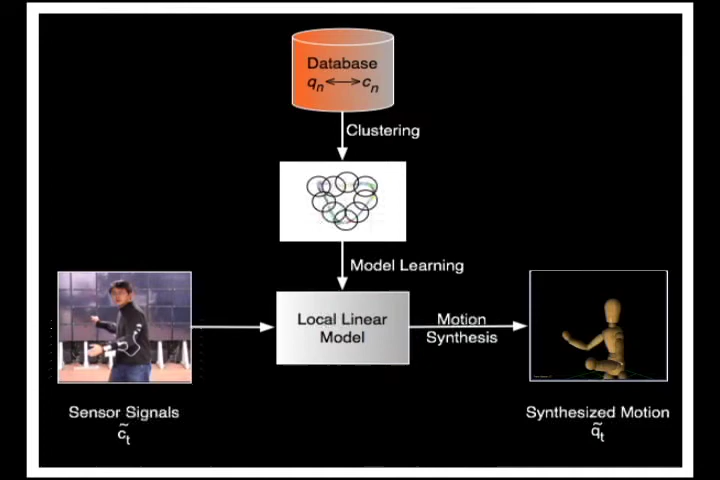 Database
qn ⟷ cn
Clustering
Model Learning
Local Linear
Model
Motion
Synthesis
Sensor Signals
c̃t
Synthesized Motion
q̃t